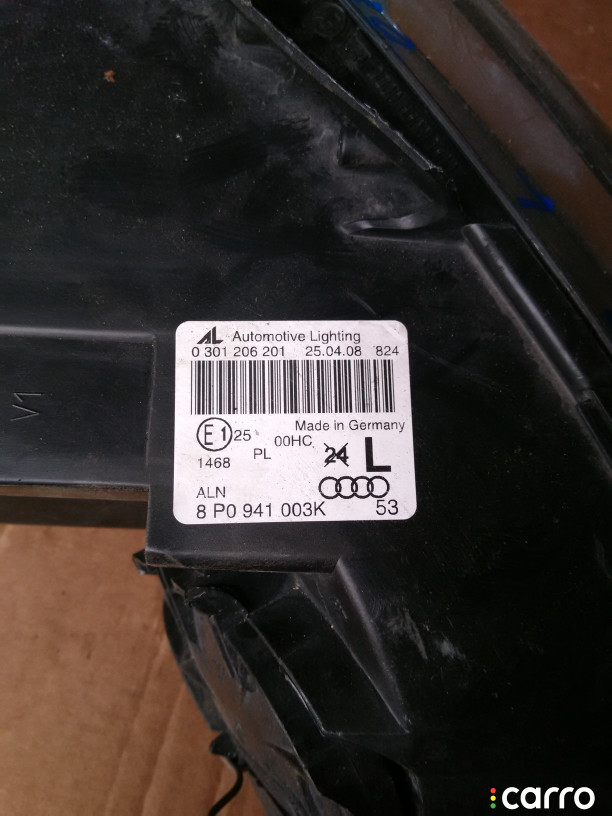 AL Automotive Lighting
0 301 206 201 25.04.08 824
Made in Germany
E1 25 00HC 24 L
1468 PL
ALN
8 P0 941 003K 53
V1
carro